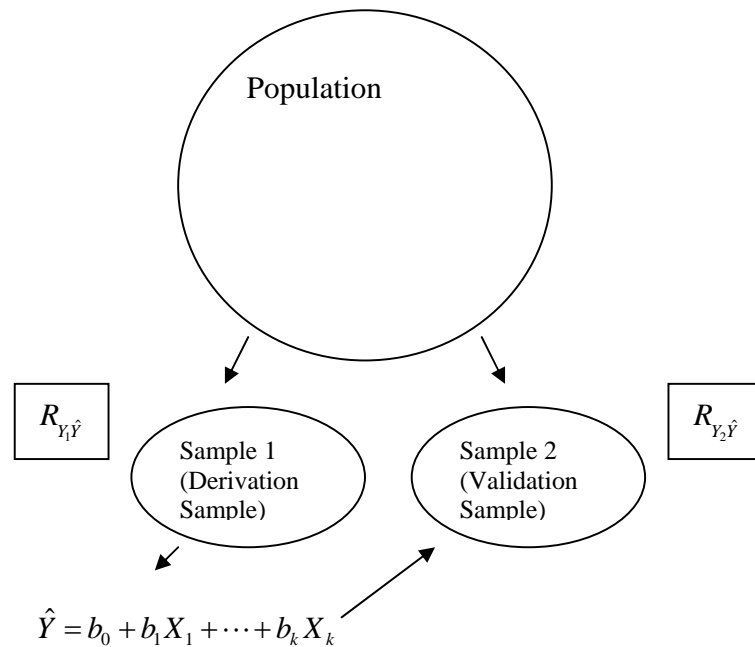 Population
R_{Y_1\hat{Y}}
Sample 1
(Derivation
Sample)
Sample 2
(Validation
Sample)
R_{Y_2\hat{Y}}
\hat{Y} = b_0 + b_1X_1 + \cdots + b_kX_k